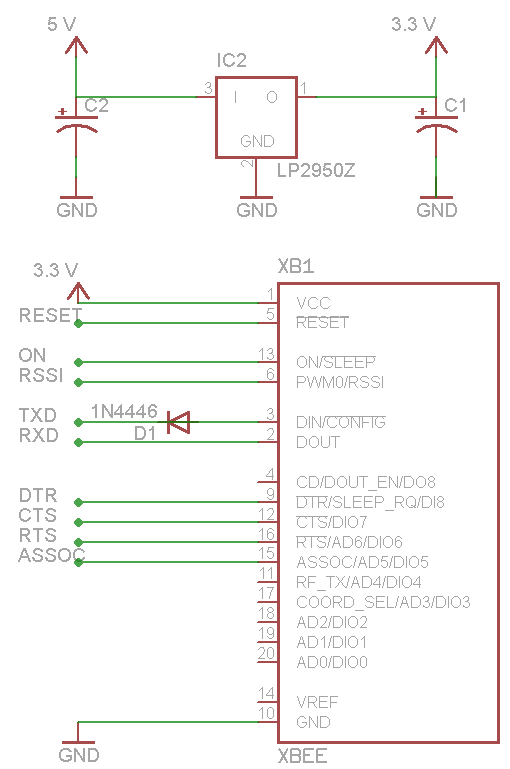 5 V
3.3 V
IC2
3
I
O
1
+
C2
+
C1
GND
2
LP2950Z
GND
GND
GND
3.3 V
XB1
1
VCC
RESET
5
RESET
ON
13
ON/SLEEP
RSSI
6
PWM0/RSSI
TXD
1N4446
3
DIN/CONFIG
RXD
D1
2
DOUT
4
CD/DOUT_EN/DO8
DTR
9
DTR/SLEEP_RQ/DI8
CTS
12
CTS/DIO7
RTS
16
RTS/AD6/DIO6
ASSOC
15
ASSOC/AD5/DIO5
11
RF_TX/AD4/DIO4
17
COORD_SEL/AD3/DIO3
18
AD2/DIO2
19
AD1/DIO1
20
AD0/DIO0
14
VREF
10
GND
GND
XBEE